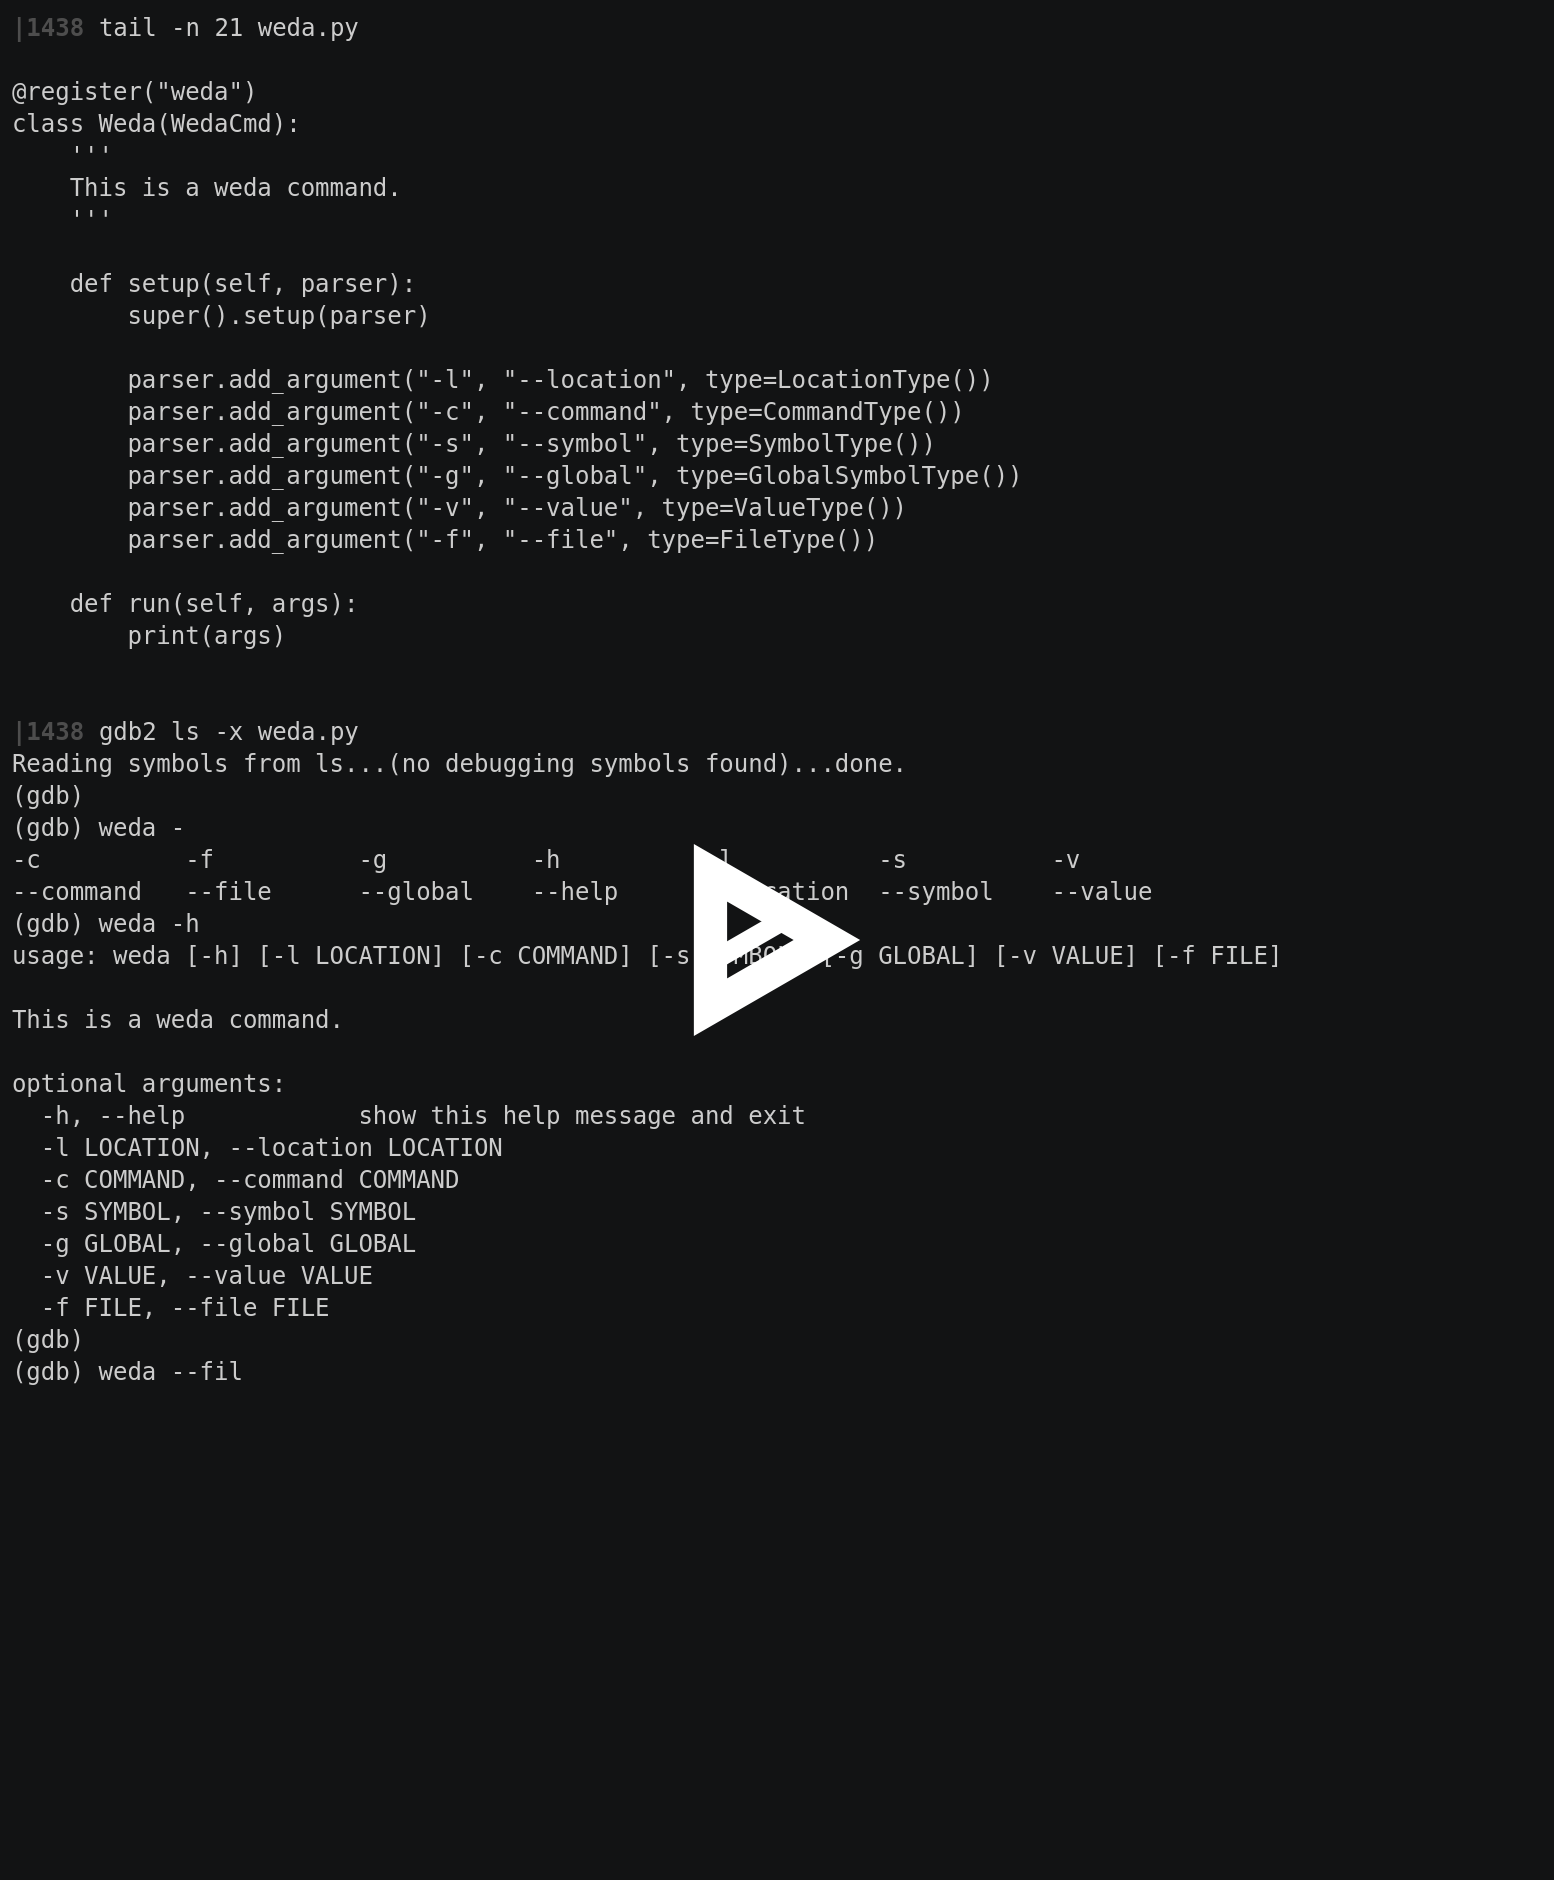 |1438 tail -n 21 weda.py
@register("weda")
class Weda(WedaCmd):
    '''
    This is a weda command.
    '''
    def setup(self, parser):
        super().setup(parser)
        parser.add_argument("-l", "--location", type=LocationType())
        parser.add_argument("-c", "--command", type=CommandType())
        parser.add_argument("-s", "--symbol", type=SymbolType())
        parser.add_argument("-g", "--global", type=GlobalSymbolType())
        parser.add_argument("-v", "--value", type=ValueType())
        parser.add_argument("-f", "--file", type=FileType())
    def run(self, args):
        print(args)
|1438 gdb2 ls -x weda.py
Reading symbols from ls...(no debugging symbols found)...done.
(gdb)
(gdb) weda -
-c          -f          -g          -h          -s          -v
--command   --file      --global    --help      --symbol    --value
(gdb) weda -h
usage: weda [-h] [-l LOCATION] [-c COMMAND] [-s [-g GLOBAL] [-v VALUE] [-f FILE]
This is a weda command.
optional arguments:
  -h, --help            show this help message and exit
  -l LOCATION, --location LOCATION
  -c COMMAND, --command COMMAND
  -s SYMBOL, --symbol SYMBOL
  -g GLOBAL, --global GLOBAL
  -v VALUE, --value VALUE
  -f FILE, --file FILE
(gdb)
(gdb) weda --fil